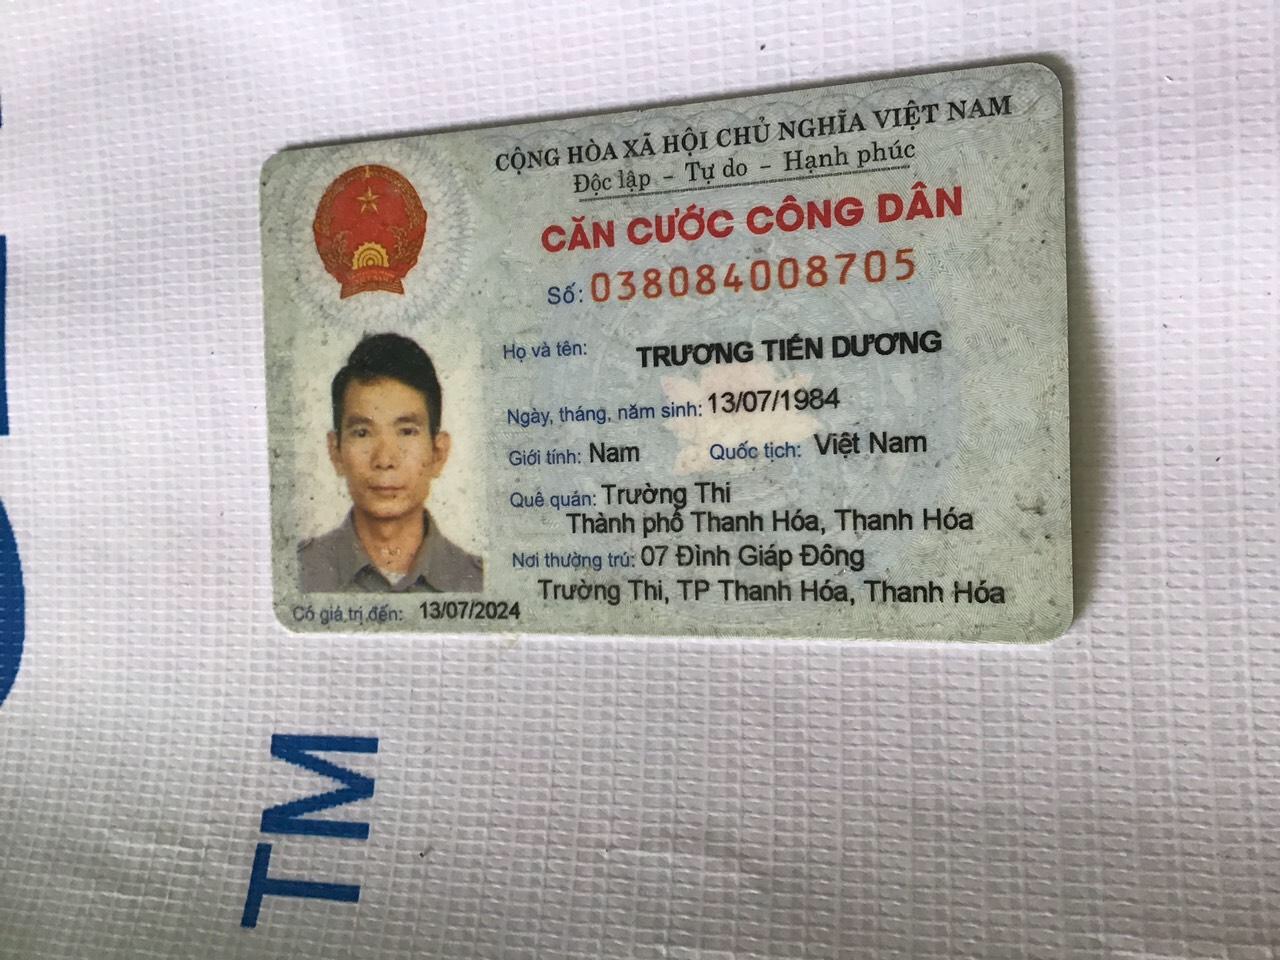 CỘNG HÒA XÃ HỘI CHỦ NGHĨA VIỆT NAM
Độc lập - Tự do - Hạnh phúc
CĂN CƯỚC CÔNG DÂN
Số: 038084008705
Họ và tên: TRƯƠNG TIẾN DƯƠNG
Ngày, tháng, năm sinh: 13/07/1984
Giới tính: Nam Quốc tịch: Việt Nam
Quê quán: Trường Thi
Thành phố Thanh Hóa, Thanh Hóa
Nơi thường trú: 07 Đình Giáp Đông
Trường Thi, TP Thanh Hóa, Thanh Hóa
Có giá trị đến: 13/07/2024
TM